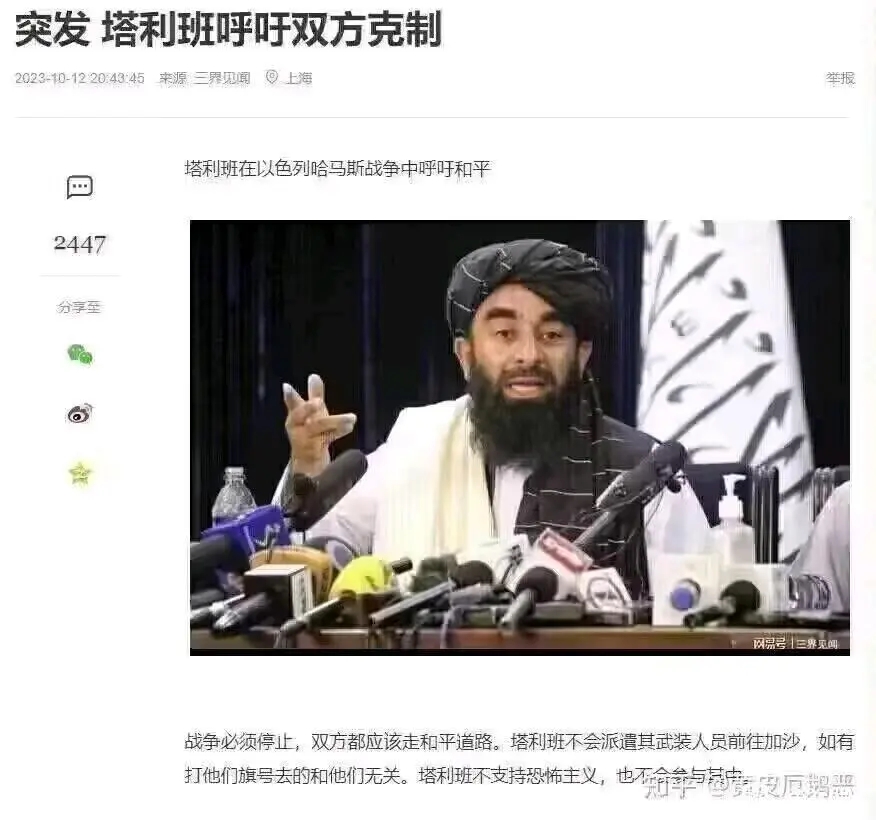 突发 塔利班呼吁双方克制
2023-10-12 20:43:45 来源 三界见闻 上海
举报
塔利班在以色列哈马斯战争中呼吁和平
2447
分享至
网易号 | 三界见闻
战争必须停止，双方都应该走和平道路。塔利班不会派遣其武装人员前往加沙，如有
打他们旗号去的和他们无关。塔利班不支持恐怖主义，也不会参与其中。
知乎